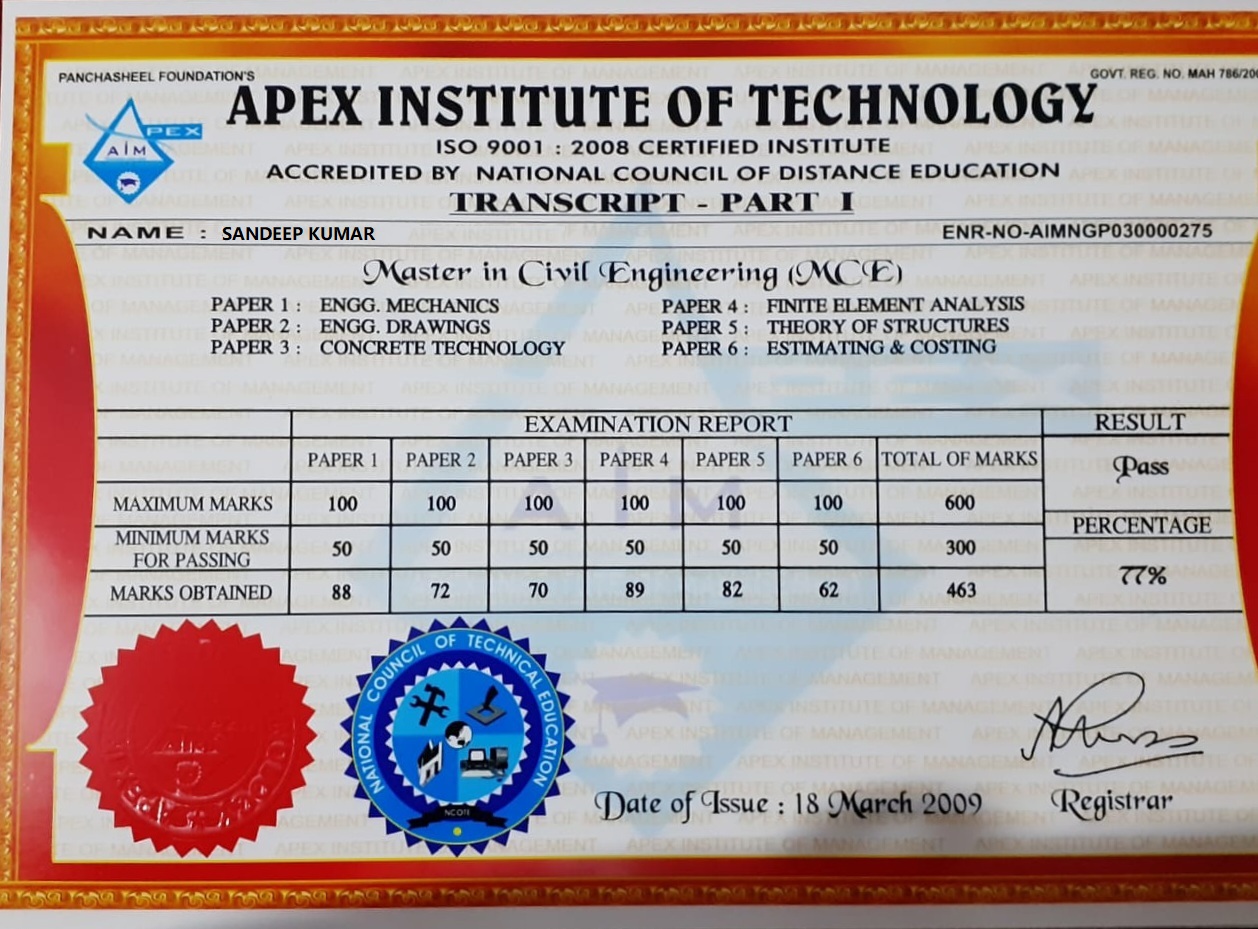 PANCHASHEEL FOUNDATION'S
GOVT. REG. NO. MAH 786/200
APEX INSTITUTE OF TECHNOLOGY
APEX
AIM
ISO 9001 : 2008 CERTIFIED INSTITUTE
ACCREDITED BY NATIONAL COUNCIL OF DISTANCE EDUCATION
TRANSCRIPT - PART I
NAME : SANDEEP KUMAR ENR-NO-AIMNGP030000275
Master in Civil Engineering (MCE)
PAPER 1 : ENGG. MECHANICS PAPER 4 : FINITE ELEMENT ANALYSIS
PAPER 2 : ENGG. DRAWINGS PAPER 5 : THEORY OF STRUCTURES
PAPER 3 : CONCRETE TECHNOLOGY PAPER 6 : ESTIMATING & COSTING
EXAMINATION REPORT RESULT
PAPER 1 PAPER 2 PAPER 3 PAPER 4 PAPER 5 PAPER 6 TOTAL OF MARKS Pass
MAXIMUM MARKS 100 100 100 100 100 100 600
PERCENTAGE
MINIMUM MARKS
FOR PASSING 50 50 50 50 50 50 300
77%
MARKS OBTAINED 88 72 70 89 82 62 463
NATIONAL COUNCIL OF TECHNICAL EDUCATION
NCOTE
Date of Issue : 18 March 2009
Registrar